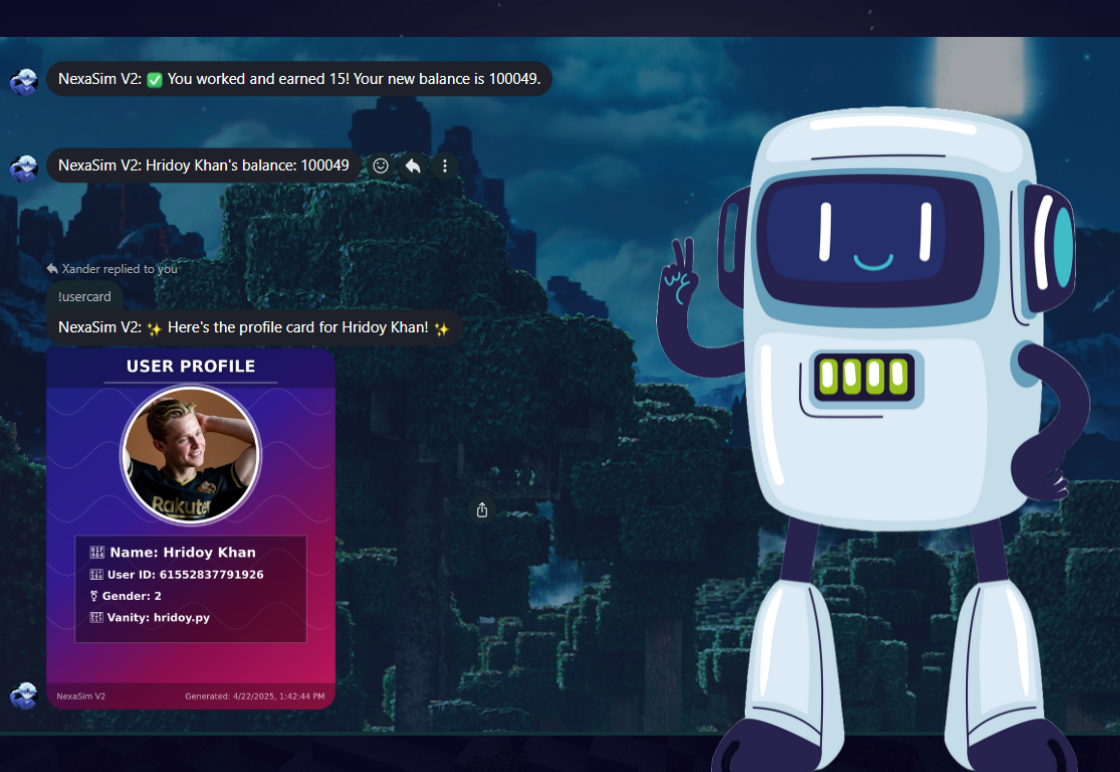 NexaSim V2: ✅ You worked and earned 15! Your new balance is 100049.
NexaSim V2: Hridoy Khan's balance: 100049
Xander replied to you
!usercard
NexaSim V2: ✨ Here's the profile card for Hridoy Khan! ✨
USER PROFILE
Rakuten
Name: Hridoy Khan
User ID: 61552837791926
Gender: 2
Vanity: hridoy.py
NexaSim V2
Generated: 4/22/2025, 1:42:44 PM